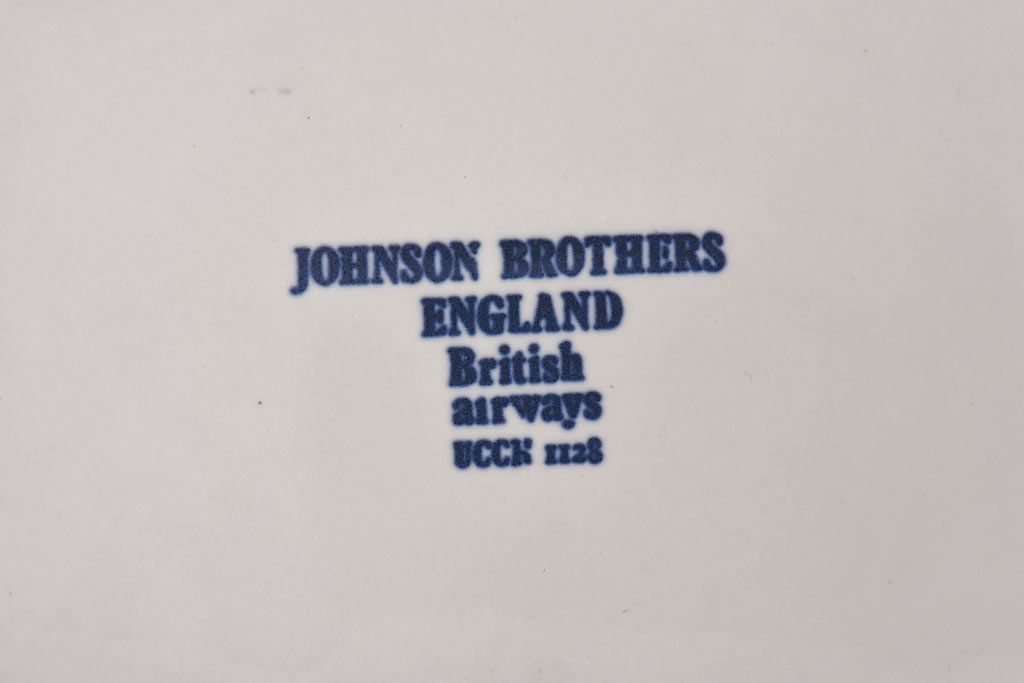 JOHNSON BROTHERS
ENGLAND
British
airways
UCCK 1128